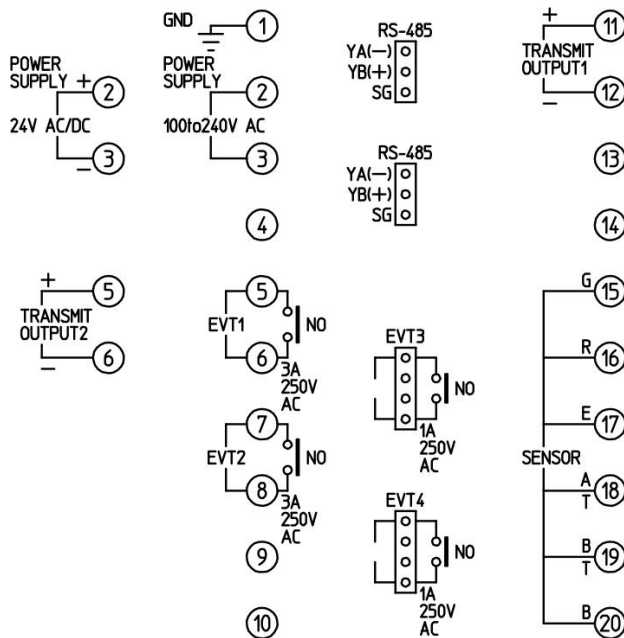 GND
1
POWER
SUPPLY
+
2
24V AC/DC
3
−
POWER
SUPPLY
2
100to240V AC
3
4
RS-485
YA(−)
YB(+)
SG
RS-485
YA(−)
YB(+)
SG
+
11
TRANSMIT
OUTPUT1
−
12
13
14
+
5
TRANSMIT
OUTPUT2
−
6
5
EVT1
NO
6
3A
250V
AC
7
EVT2
NO
8
3A
250V
AC
9
10
EVT3
NO
1A
250V
AC
EVT4
NO
1A
250V
AC
G
15
R
16
E
17
SENSOR
A
18
T
B
19
T
B
20